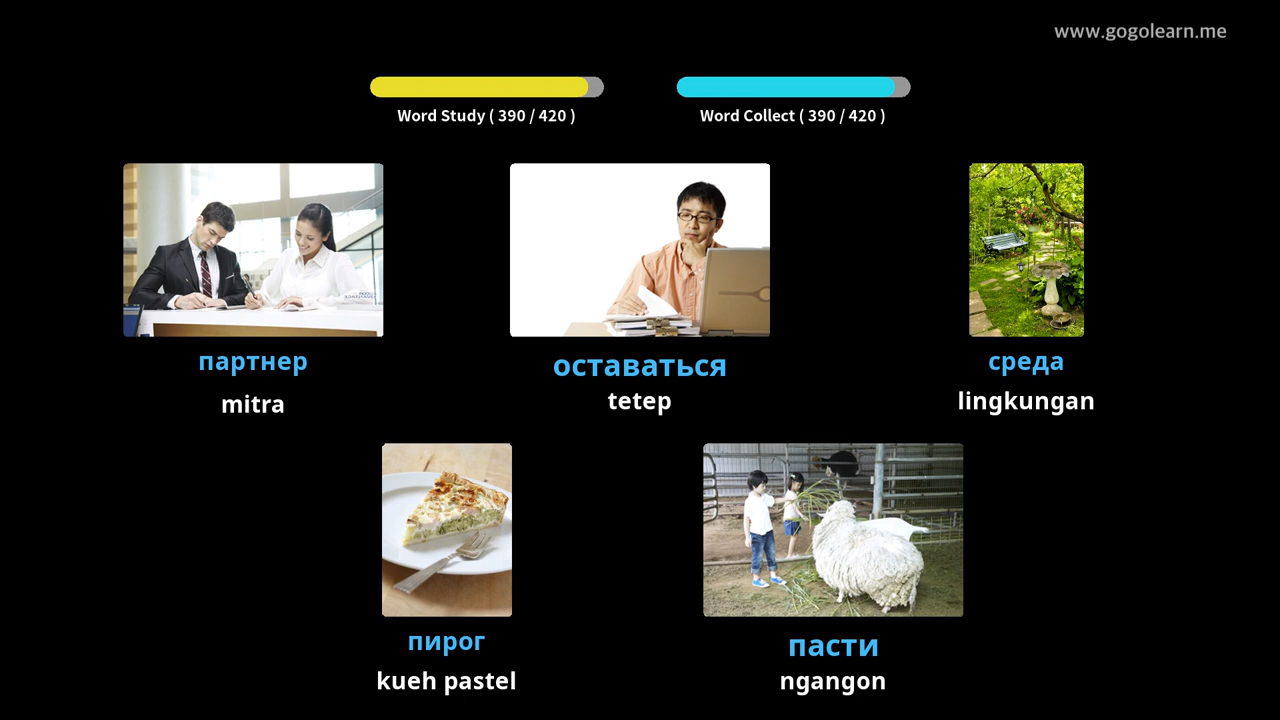 www.gogolearn.me
Word Study ( 390 / 420 )
Word Collect ( 390 / 420 )
партнер
mitra
оставаться
tetep
среда
lingkungan
пирог
kueh pastel
пасти
ngangon